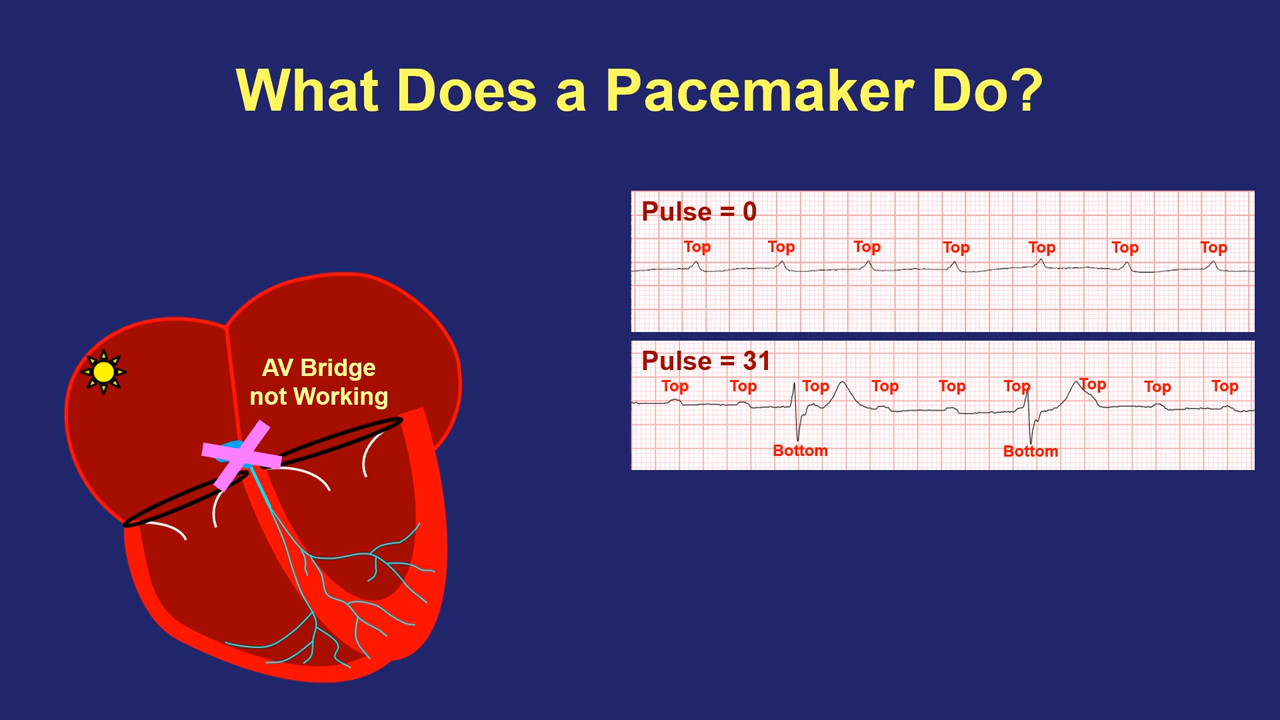 What Does a Pacemaker Do?
AV Bridge
not Working
Pulse = 0
Top Top Top Top Top Top Top
Pulse = 31
Top Top Top Top Top Top Top Top Top
Bottom Bottom